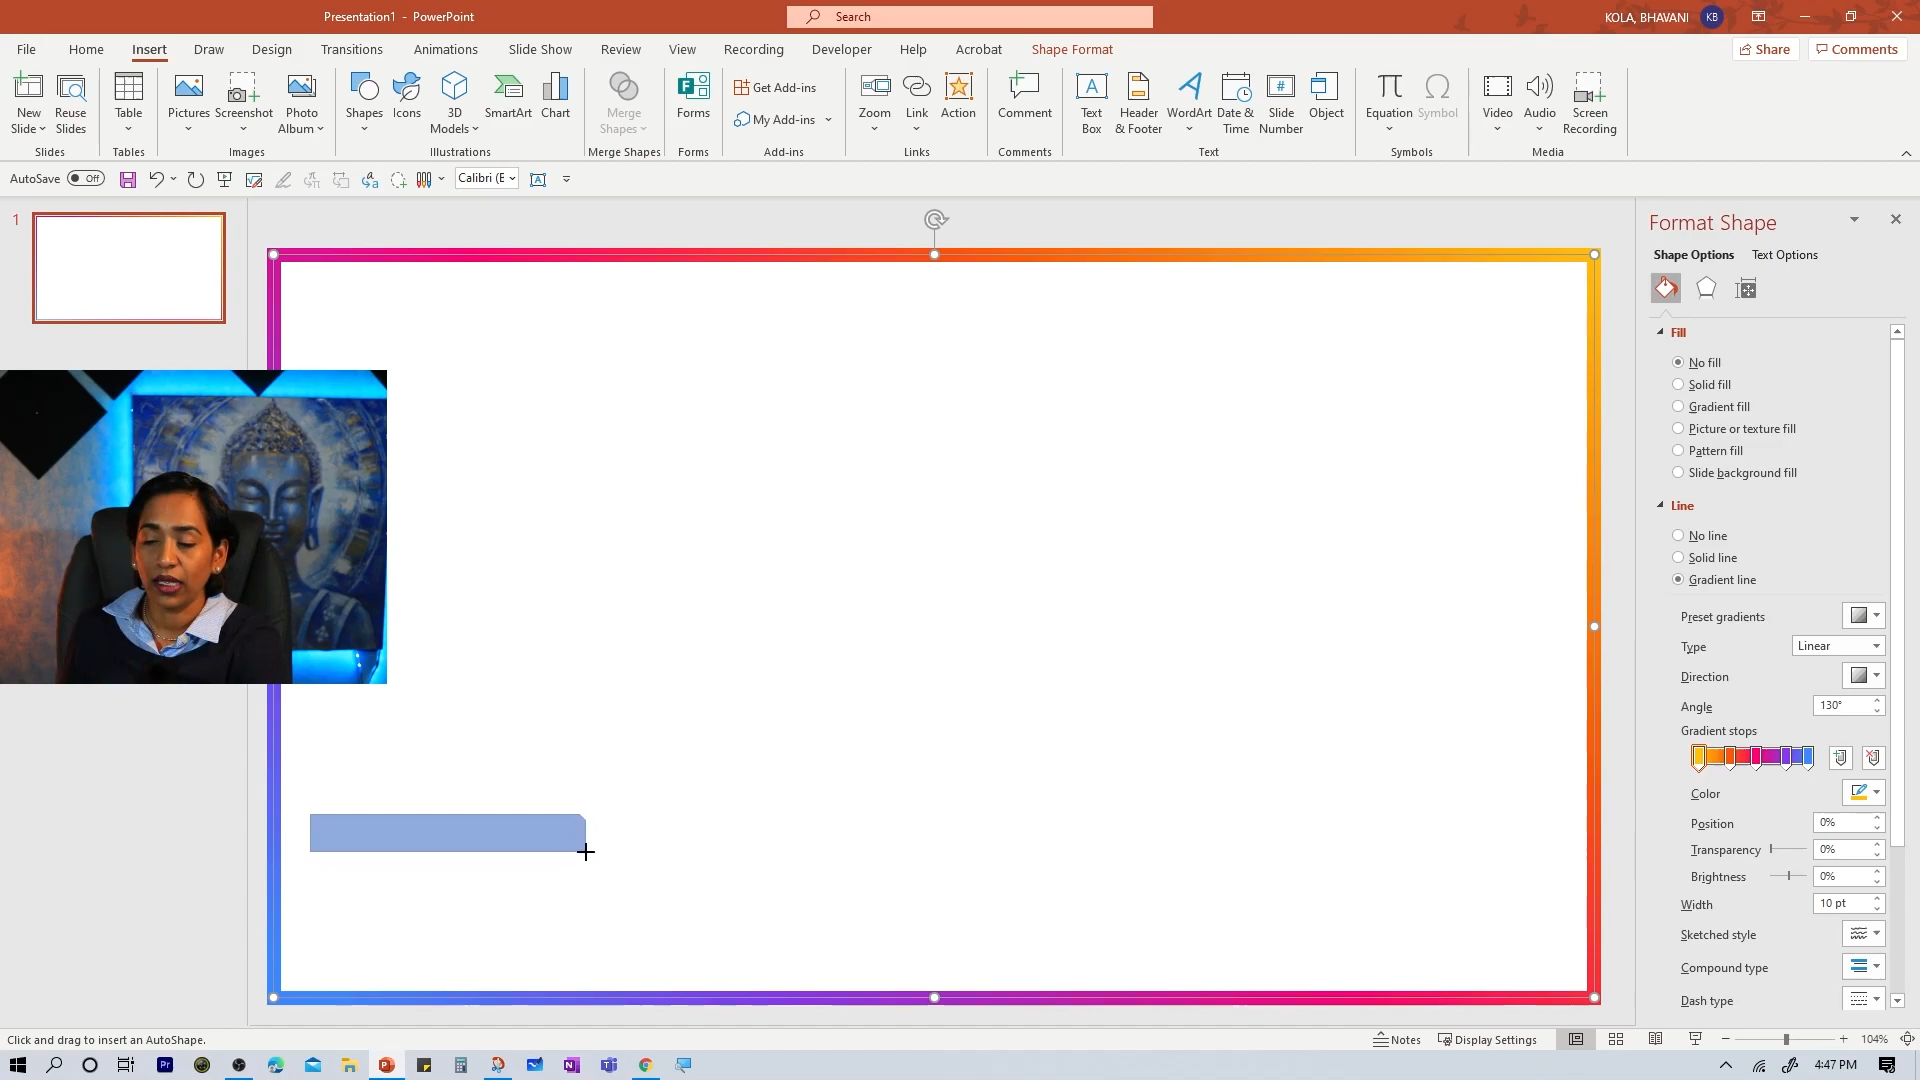 Presentation1 - PowerPoint
Search
KOLA, BHAVANI KB
File Home Insert Draw Design Transitions Animations Slide Show Review View Recording Developer Help Acrobat Shape Format
Share Comments
New Slide
Reuse Slides
Table
Pictures
Screenshot
Photo Album
Shapes
Icons
3D Models
SmartArt
Chart
Merge Shapes
Forms
Get Add-ins
My Add-ins
Zoom
Link
Action
Comment
Text Box
Header & Footer
WordArt
Date & Time
Slide Number
Object
Equation
Symbol
Video
Audio
Screen Recording
Slides Tables Images Illustrations Merge Shapes Forms Add-ins Links Comments Text Symbols Media
AutoSave Off
Calibri (E
1
Format Shape
Shape Options Text Options
Fill
No fill
Solid fill
Gradient fill
Picture or texture fill
Pattern fill
Slide background fill
Line
No line
Solid line
Gradient line
Preset gradients
Type Linear
Direction
Angle 130°
Gradient stops
Color
Position 0%
Transparency 0%
Brightness 0%
Width 10 pt
Sketched style
Compound type
Dash type
Click and drag to insert an AutoShape.
Notes Display Settings 104%
4:47 PM